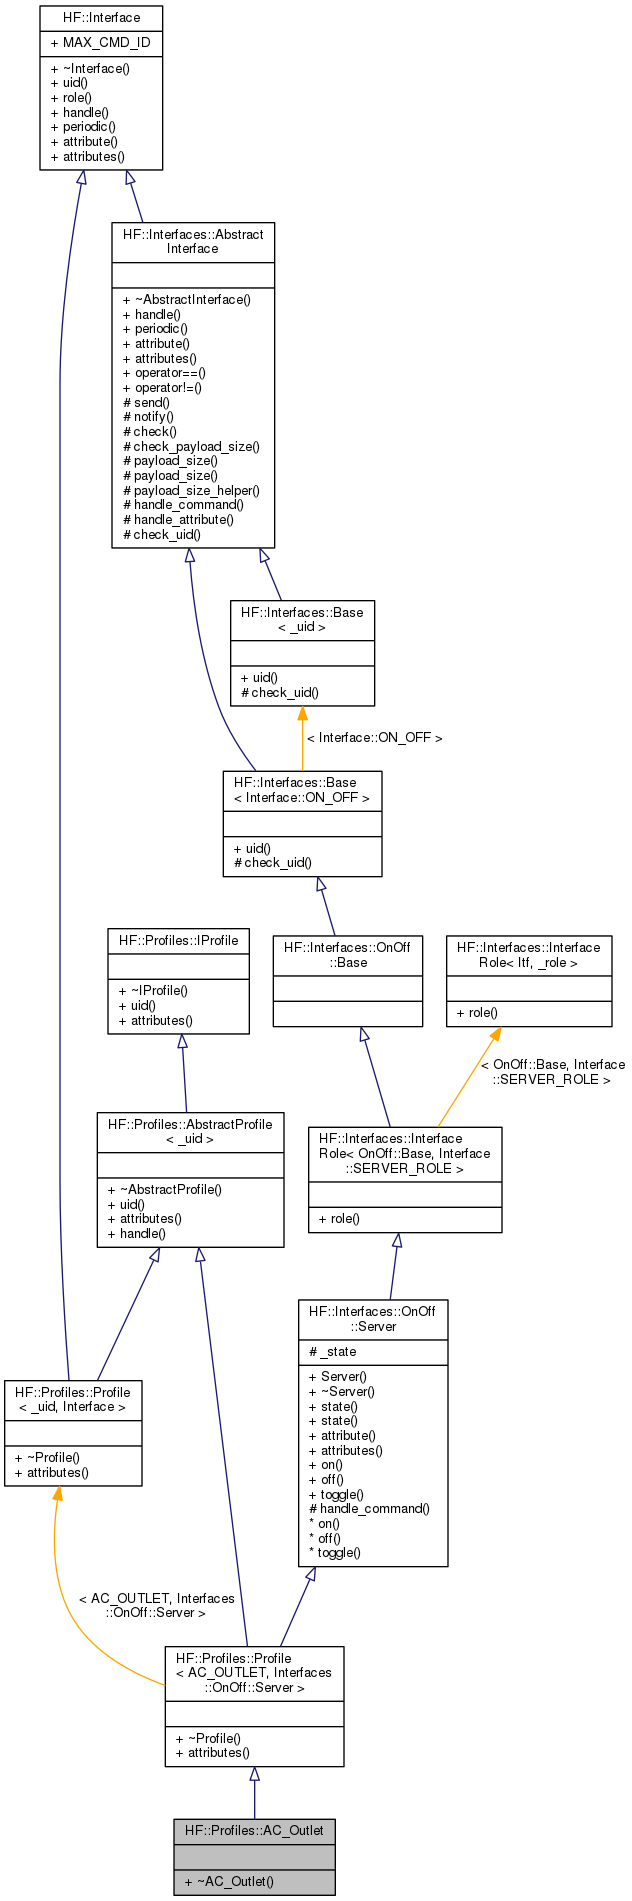 HF::Interface
+ MAX_CMD_ID
+ ~Interface()
+ uid()
+ role()
+ handle()
+ periodic()
+ attribute()
+ attributes()
HF::Interfaces::Abstract
Interface
+ ~AbstractInterface()
+ handle()
+ periodic()
+ attribute()
+ attributes()
+ operator==()
+ operator!=()
# send()
# notify()
# check()
# check_payload_size()
# payload_size()
# payload_size()
# payload_size_helper()
# handle_command()
# handle_attribute()
# check_uid()
HF::Interfaces::Base
< _uid >
+ uid()
# check_uid()
< Interface::ON_OFF >
HF::Interfaces::Base
< Interface::ON_OFF >
+ uid()
# check_uid()
HF::Profiles::IProfile
+ ~IProfile()
+ uid()
+ attributes()
HF::Interfaces::OnOff
::Base
HF::Interfaces::Interface
Role< Itf, _role >
+ role()
< OnOff::Base, Interface
::SERVER_ROLE >
HF::Profiles::AbstractProfile
< _uid >
+ ~AbstractProfile()
+ uid()
+ attributes()
+ handle()
HF::Interfaces::Interface
Role< OnOff::Base, Interface
::SERVER_ROLE >
+ role()
HF::Interfaces::OnOff
::Server
# _state
+ Server()
+ ~Server()
+ state()
+ state()
+ attribute()
+ attributes()
+ on()
+ off()
+ toggle()
# handle_command()
* on()
* off()
* toggle()
HF::Profiles::Profile
< _uid, Interface >
+ ~Profile()
+ attributes()
< AC_OUTLET, Interfaces
::OnOff::Server >
HF::Profiles::Profile
< AC_OUTLET, Interfaces
::OnOff::Server >
+ ~Profile()
+ attributes()
HF::Profiles::AC_Outlet
+ ~AC_Outlet()